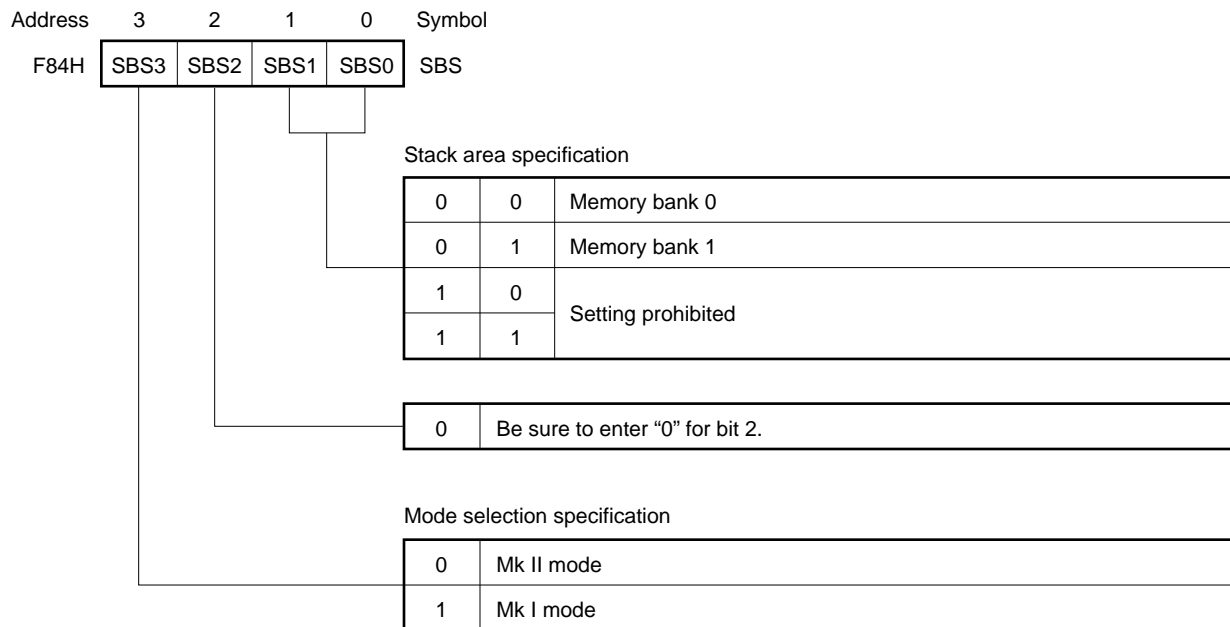 Address 3 2 1 0 Symbol
F84H SBS3 SBS2 SBS1 SBS0 SBS
Stack area specification
0 0 Memory bank 0
0 1 Memory bank 1
1 0
Setting prohibited
1 1
0 Be sure to enter “0” for bit 2.
Mode selection specification
0 Mk II mode
1 Mk I mode